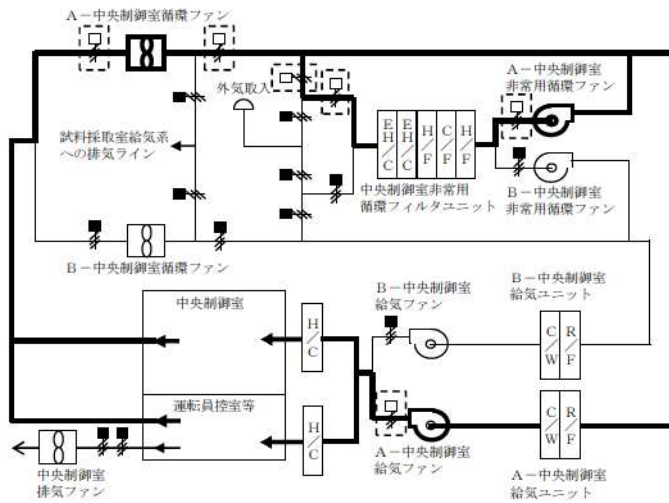 A－中央制御室循環ファン
外気取入
A－中央制御室
非常用循環ファン
試料採取室給気系
への排気ライン
E
H
/
C
E
H
/
C
H
/
F
C
/
F
H
/
F
中央制御室非常用
循環フィルタユニット
B－中央制御室
非常用循環ファン
B－中央制御室循環ファン
中央制御室
H
/
C
B－中央制御室
給気ファン
B－中央制御室
給気ユニット
C
/
W
R
/
F
運転員控室等
H
/
C
C
/
W
R
/
F
中央制御室
排気ファン
A－中央制御室
給気ファン
A－中央制御室
給気ユニット